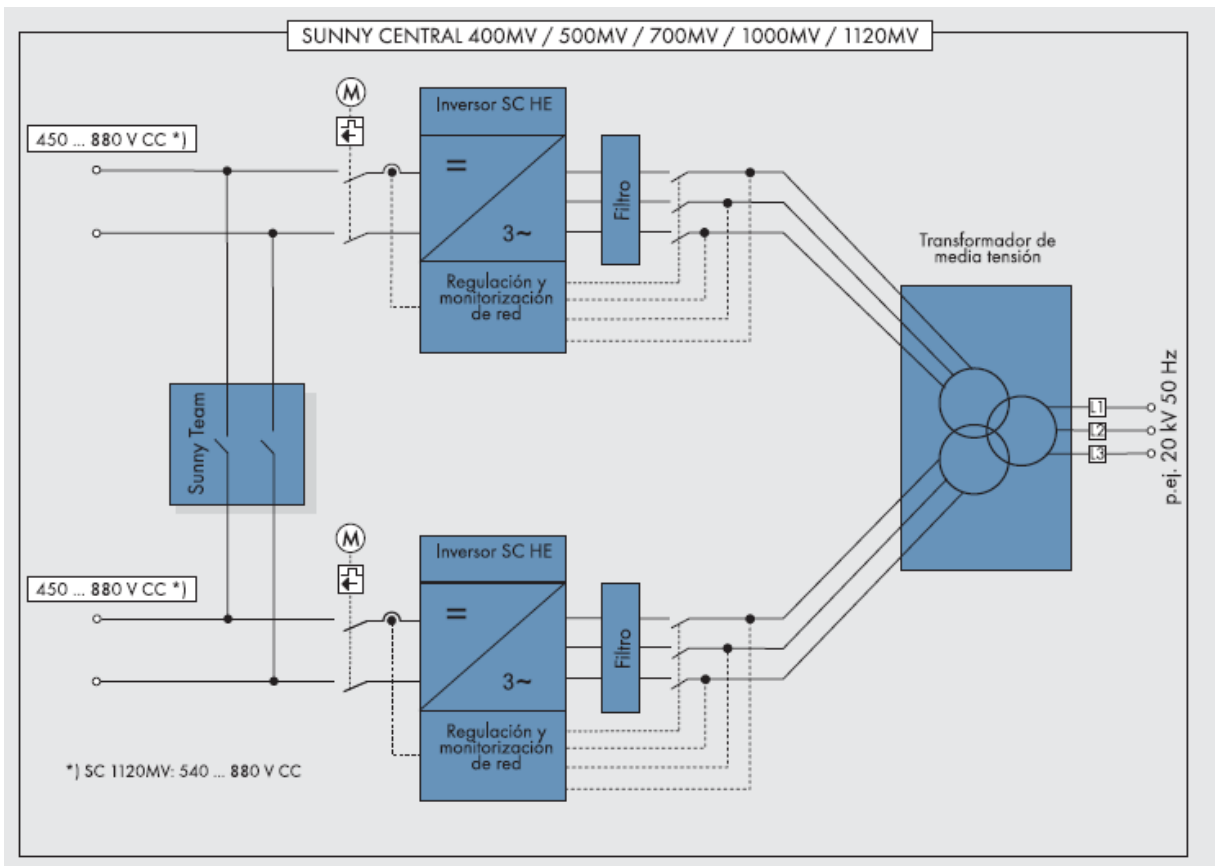 SUNNY CENTRAL 400MV / 500MV / 700MV / 1000MV / 1120MV
M
Inversor SC HE
450 ... 880 V CC *)
=
3~
Filtro
Regulación y
monitorización
de red
Transformador de
media tensión
Sunny Team
L1
L2
L3
p.ej. 20 kV 50 Hz
M
Inversor SC HE
450 ... 880 V CC *)
=
3~
Filtro
Regulación y
monitorización
de red
*) SC 1120MV: 540 ... 880 V CC